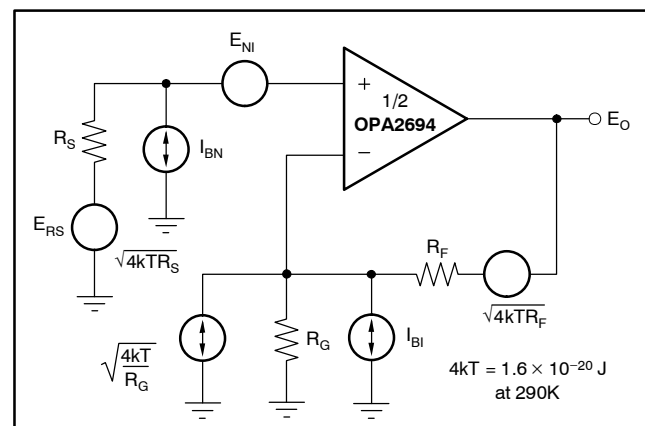 E_NI
+
1/2
OPA2694
−
E_O
R_S
I_BN
E_RS
√4kTR_S
R_F
√4kTR_F
√4kT/R_G
R_G
I_BI
4kT = 1.6 × 10⁻²⁰ J
at 290K